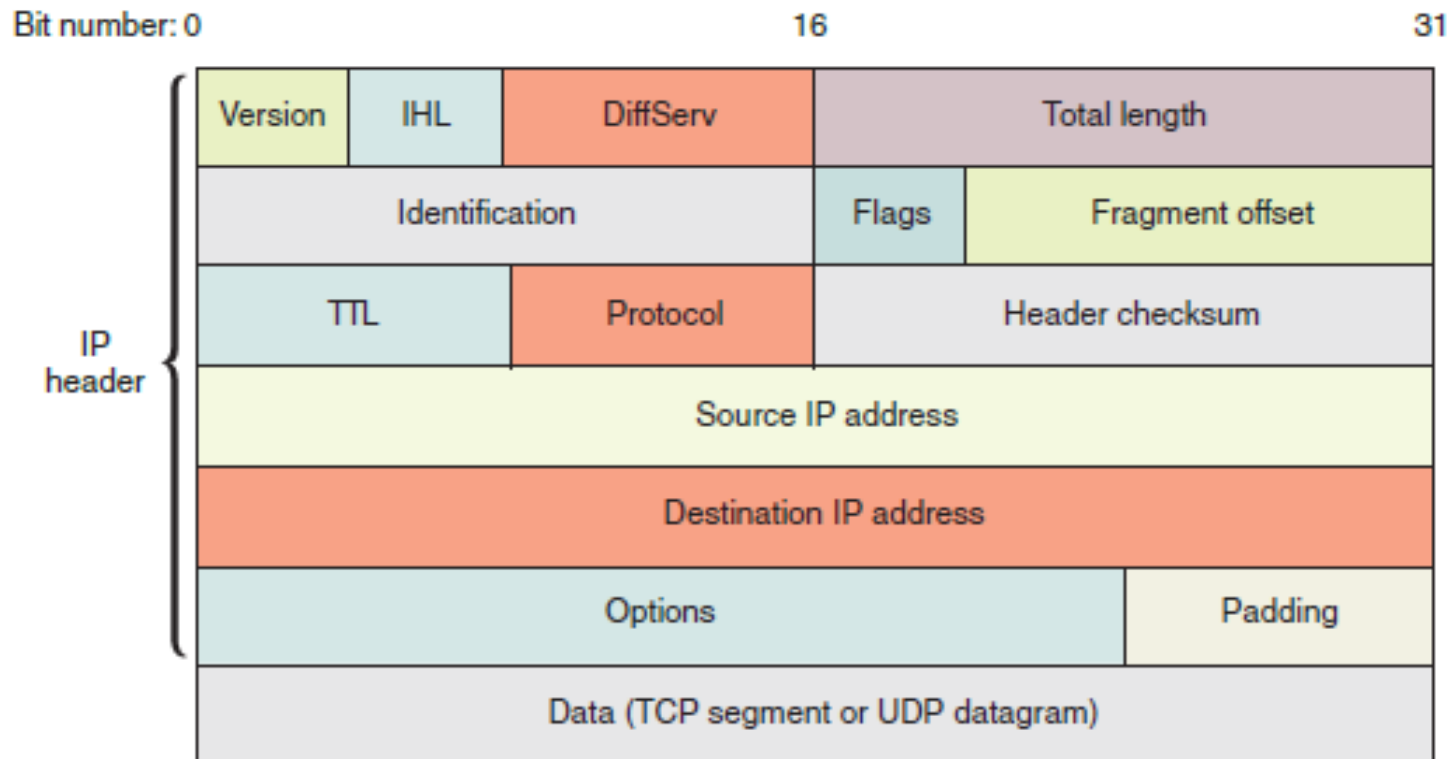 Bit number: 0 16 31
Version IHL DiffServ Total length
Identification Flags Fragment offset
TTL Protocol Header checksum
IP
header
Source IP address
Destination IP address
Options Padding
Data (TCP segment or UDP datagram)